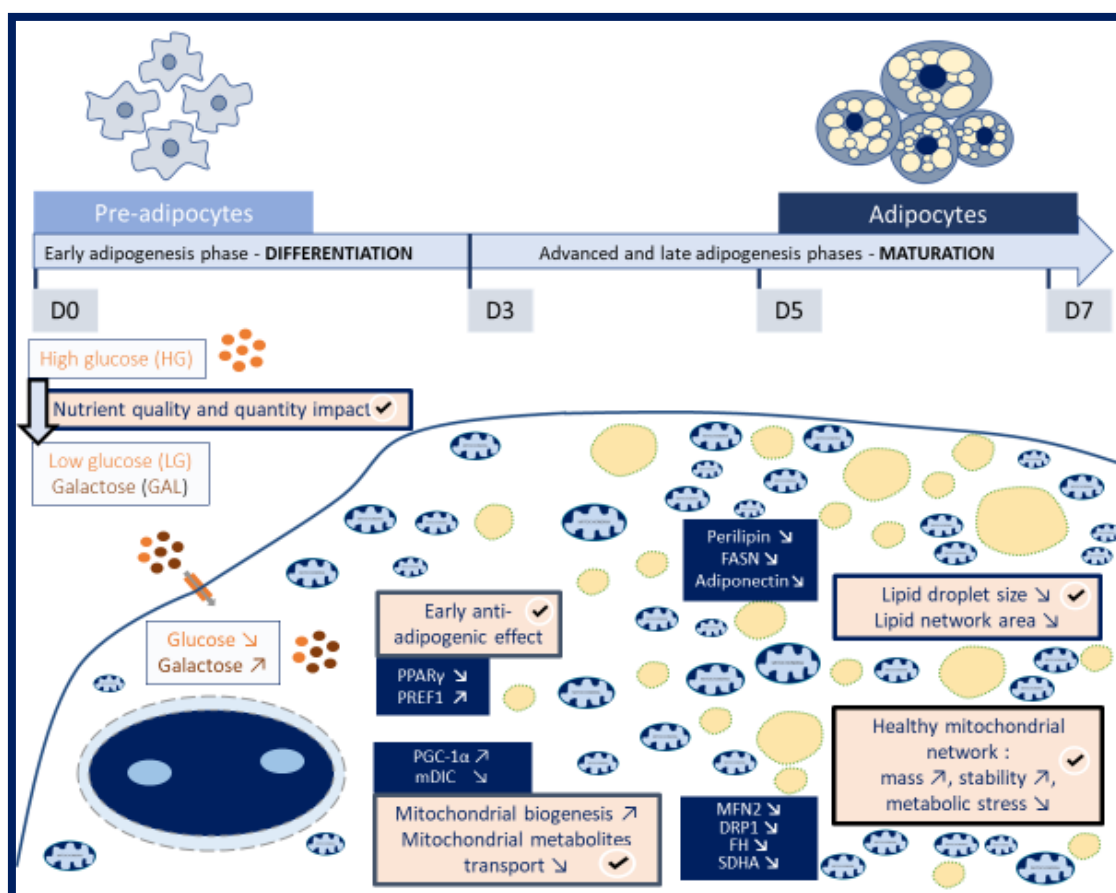 Pre-adipocytes
Adipocytes
Early adipogenesis phase - DIFFERENTIATION
Advanced and late adipogenesis phases - MATURATION
D0
D3
D5
D7
High glucose (HG)
Nutrient quality and quantity impact
Low glucose (LG)
Galactose (GAL)
Glucose ↘
Galactose ↗
Early anti-
adipogenic effect
PPARγ ↘
PREF1 ↗
PGC-1α ↗
mDIC ↘
Mitochondrial biogenesis ↗
Mitochondrial metabolites
transport ↘
Perilipin ↘
FASN ↘
Adiponectin ↘
MFN2 ↘
DRP1 ↘
FH ↘
SDHA ↘
Lipid droplet size ↘
Lipid network area ↘
Healthy mitochondrial
network :
mass ↗, stability ↗,
metabolic stress ↘